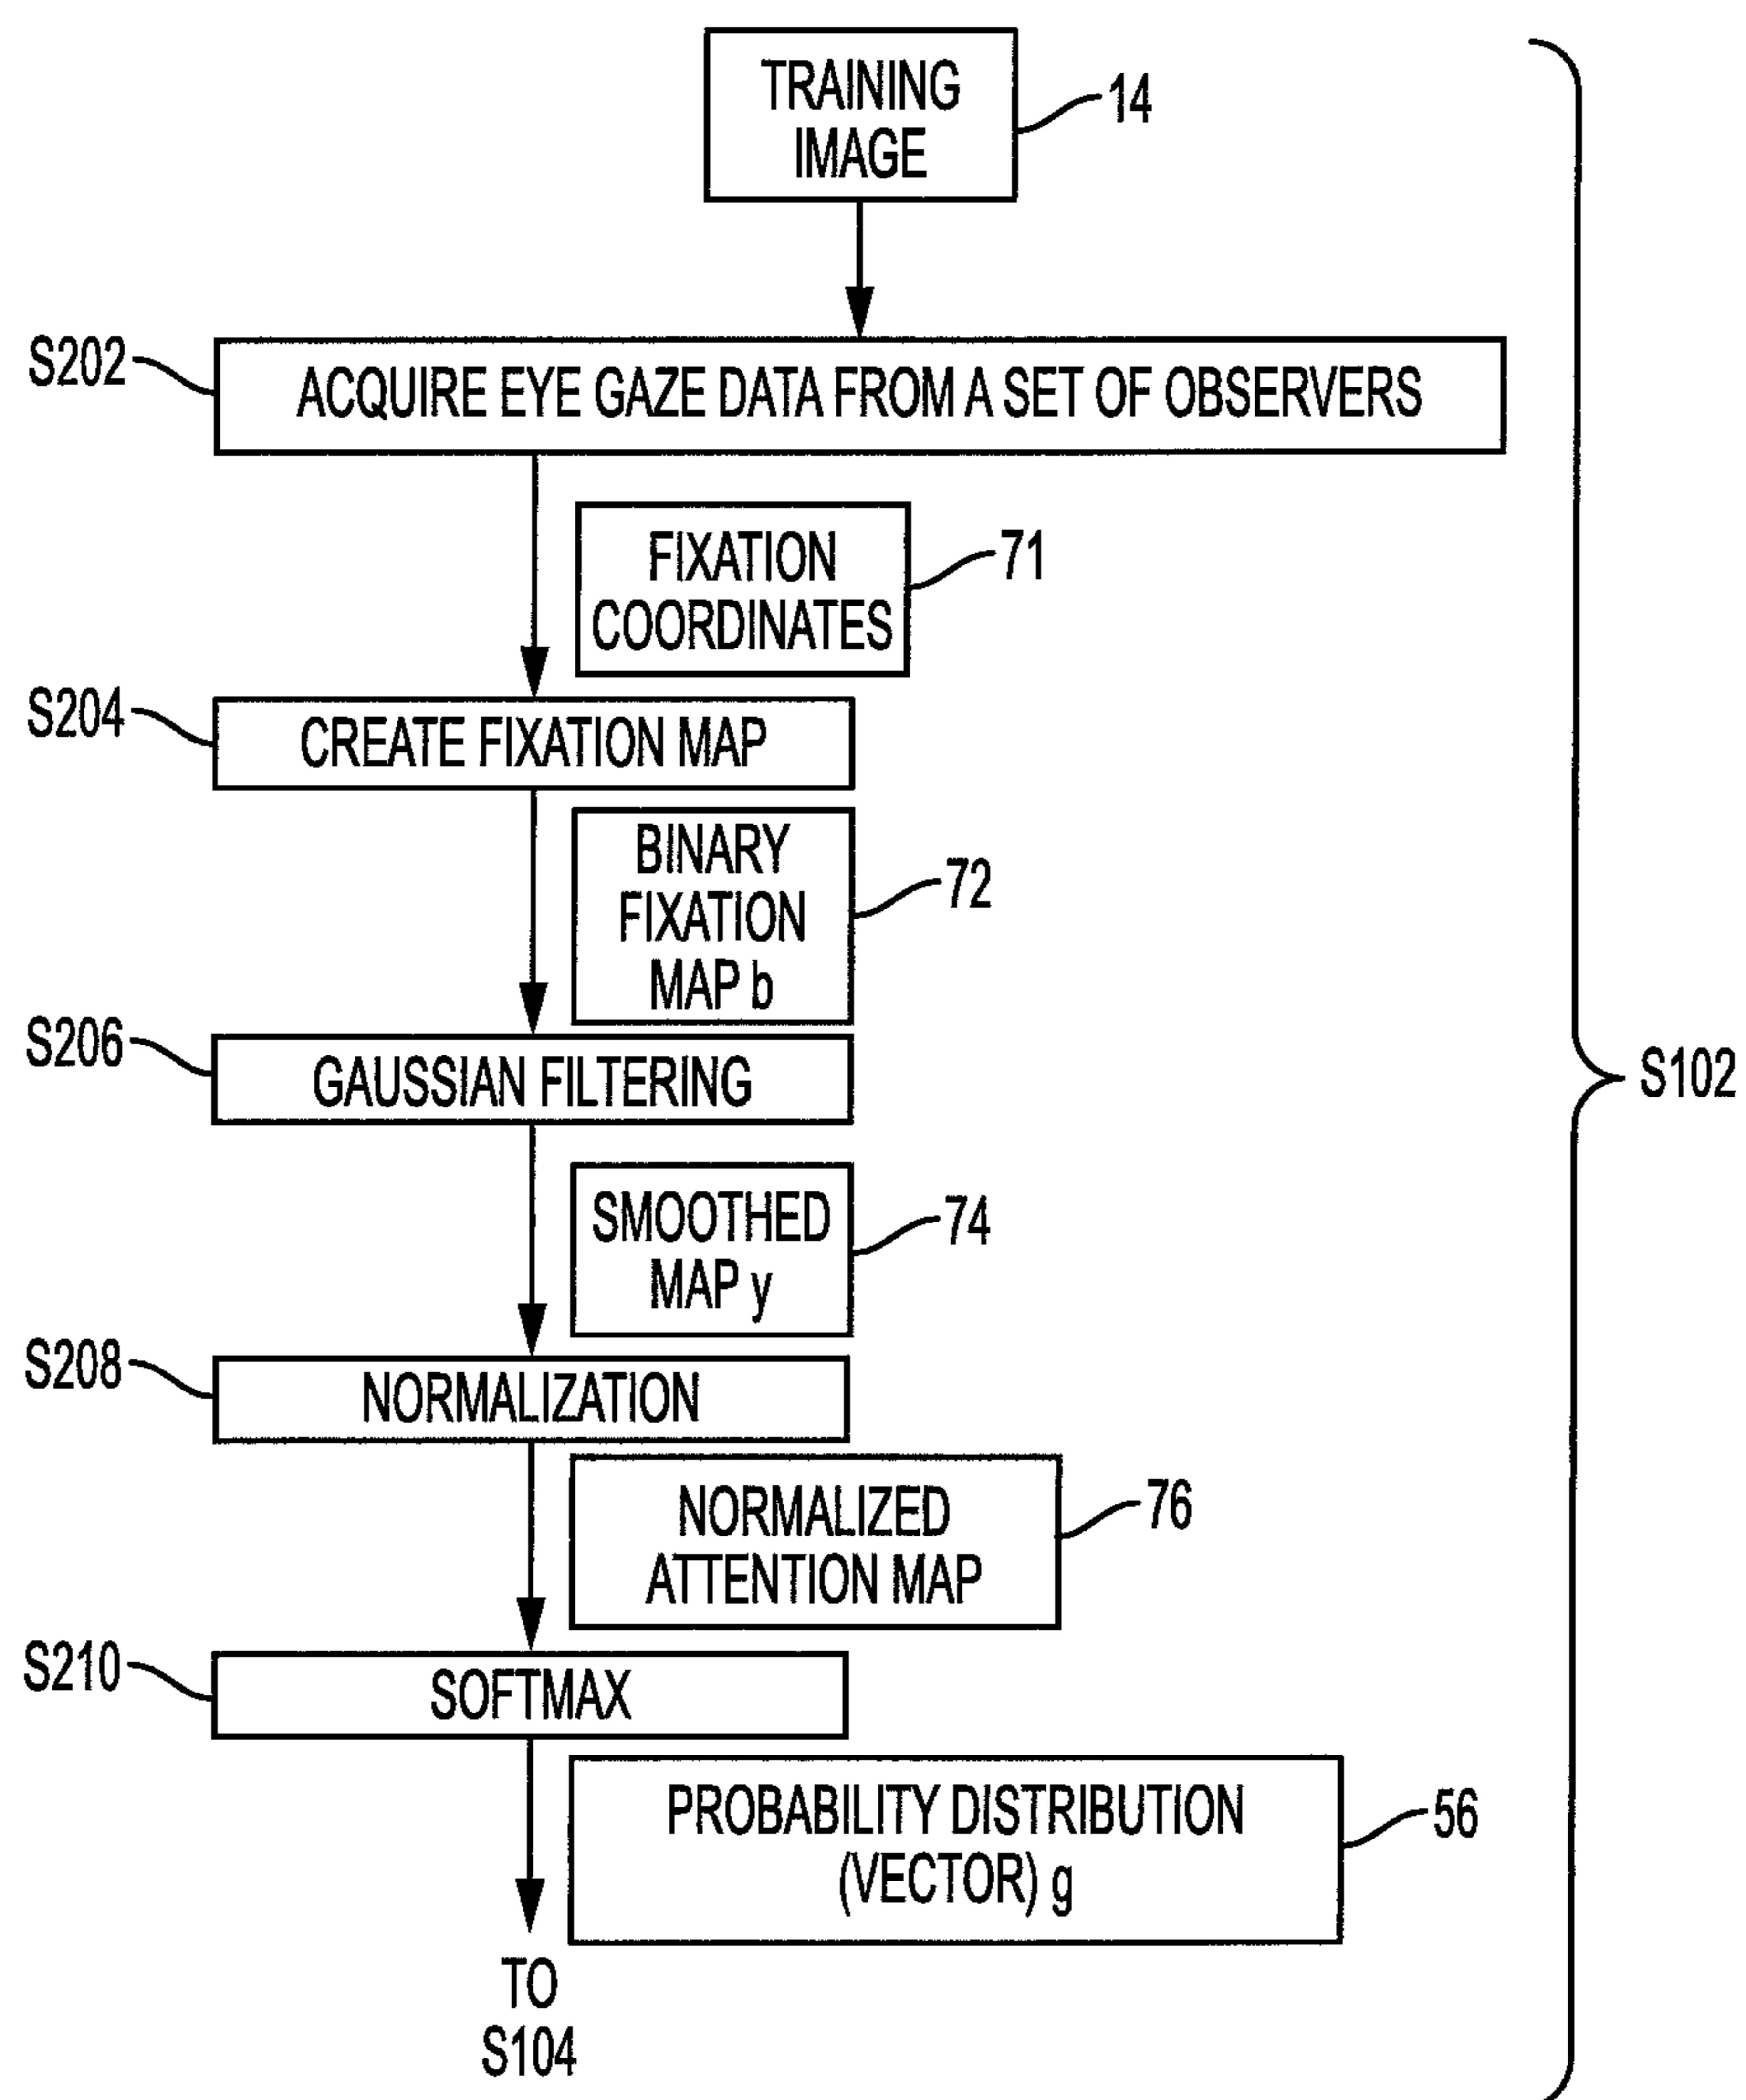 TRAINING
IMAGE
14
S202
ACQUIRE EYE GAZE DATA FROM A SET OF OBSERVERS
FIXATION
COORDINATES
71
S204
CREATE FIXATION MAP
BINARY
FIXATION
MAP b
72
S206
GAUSSIAN FILTERING
S102
SMOOTHED
MAP y
74
S208
NORMALIZATION
NORMALIZED
ATTENTION MAP
76
S210
SOFTMAX
PROBABILITY DISTRIBUTION
(VECTOR) g
56
TO
S104